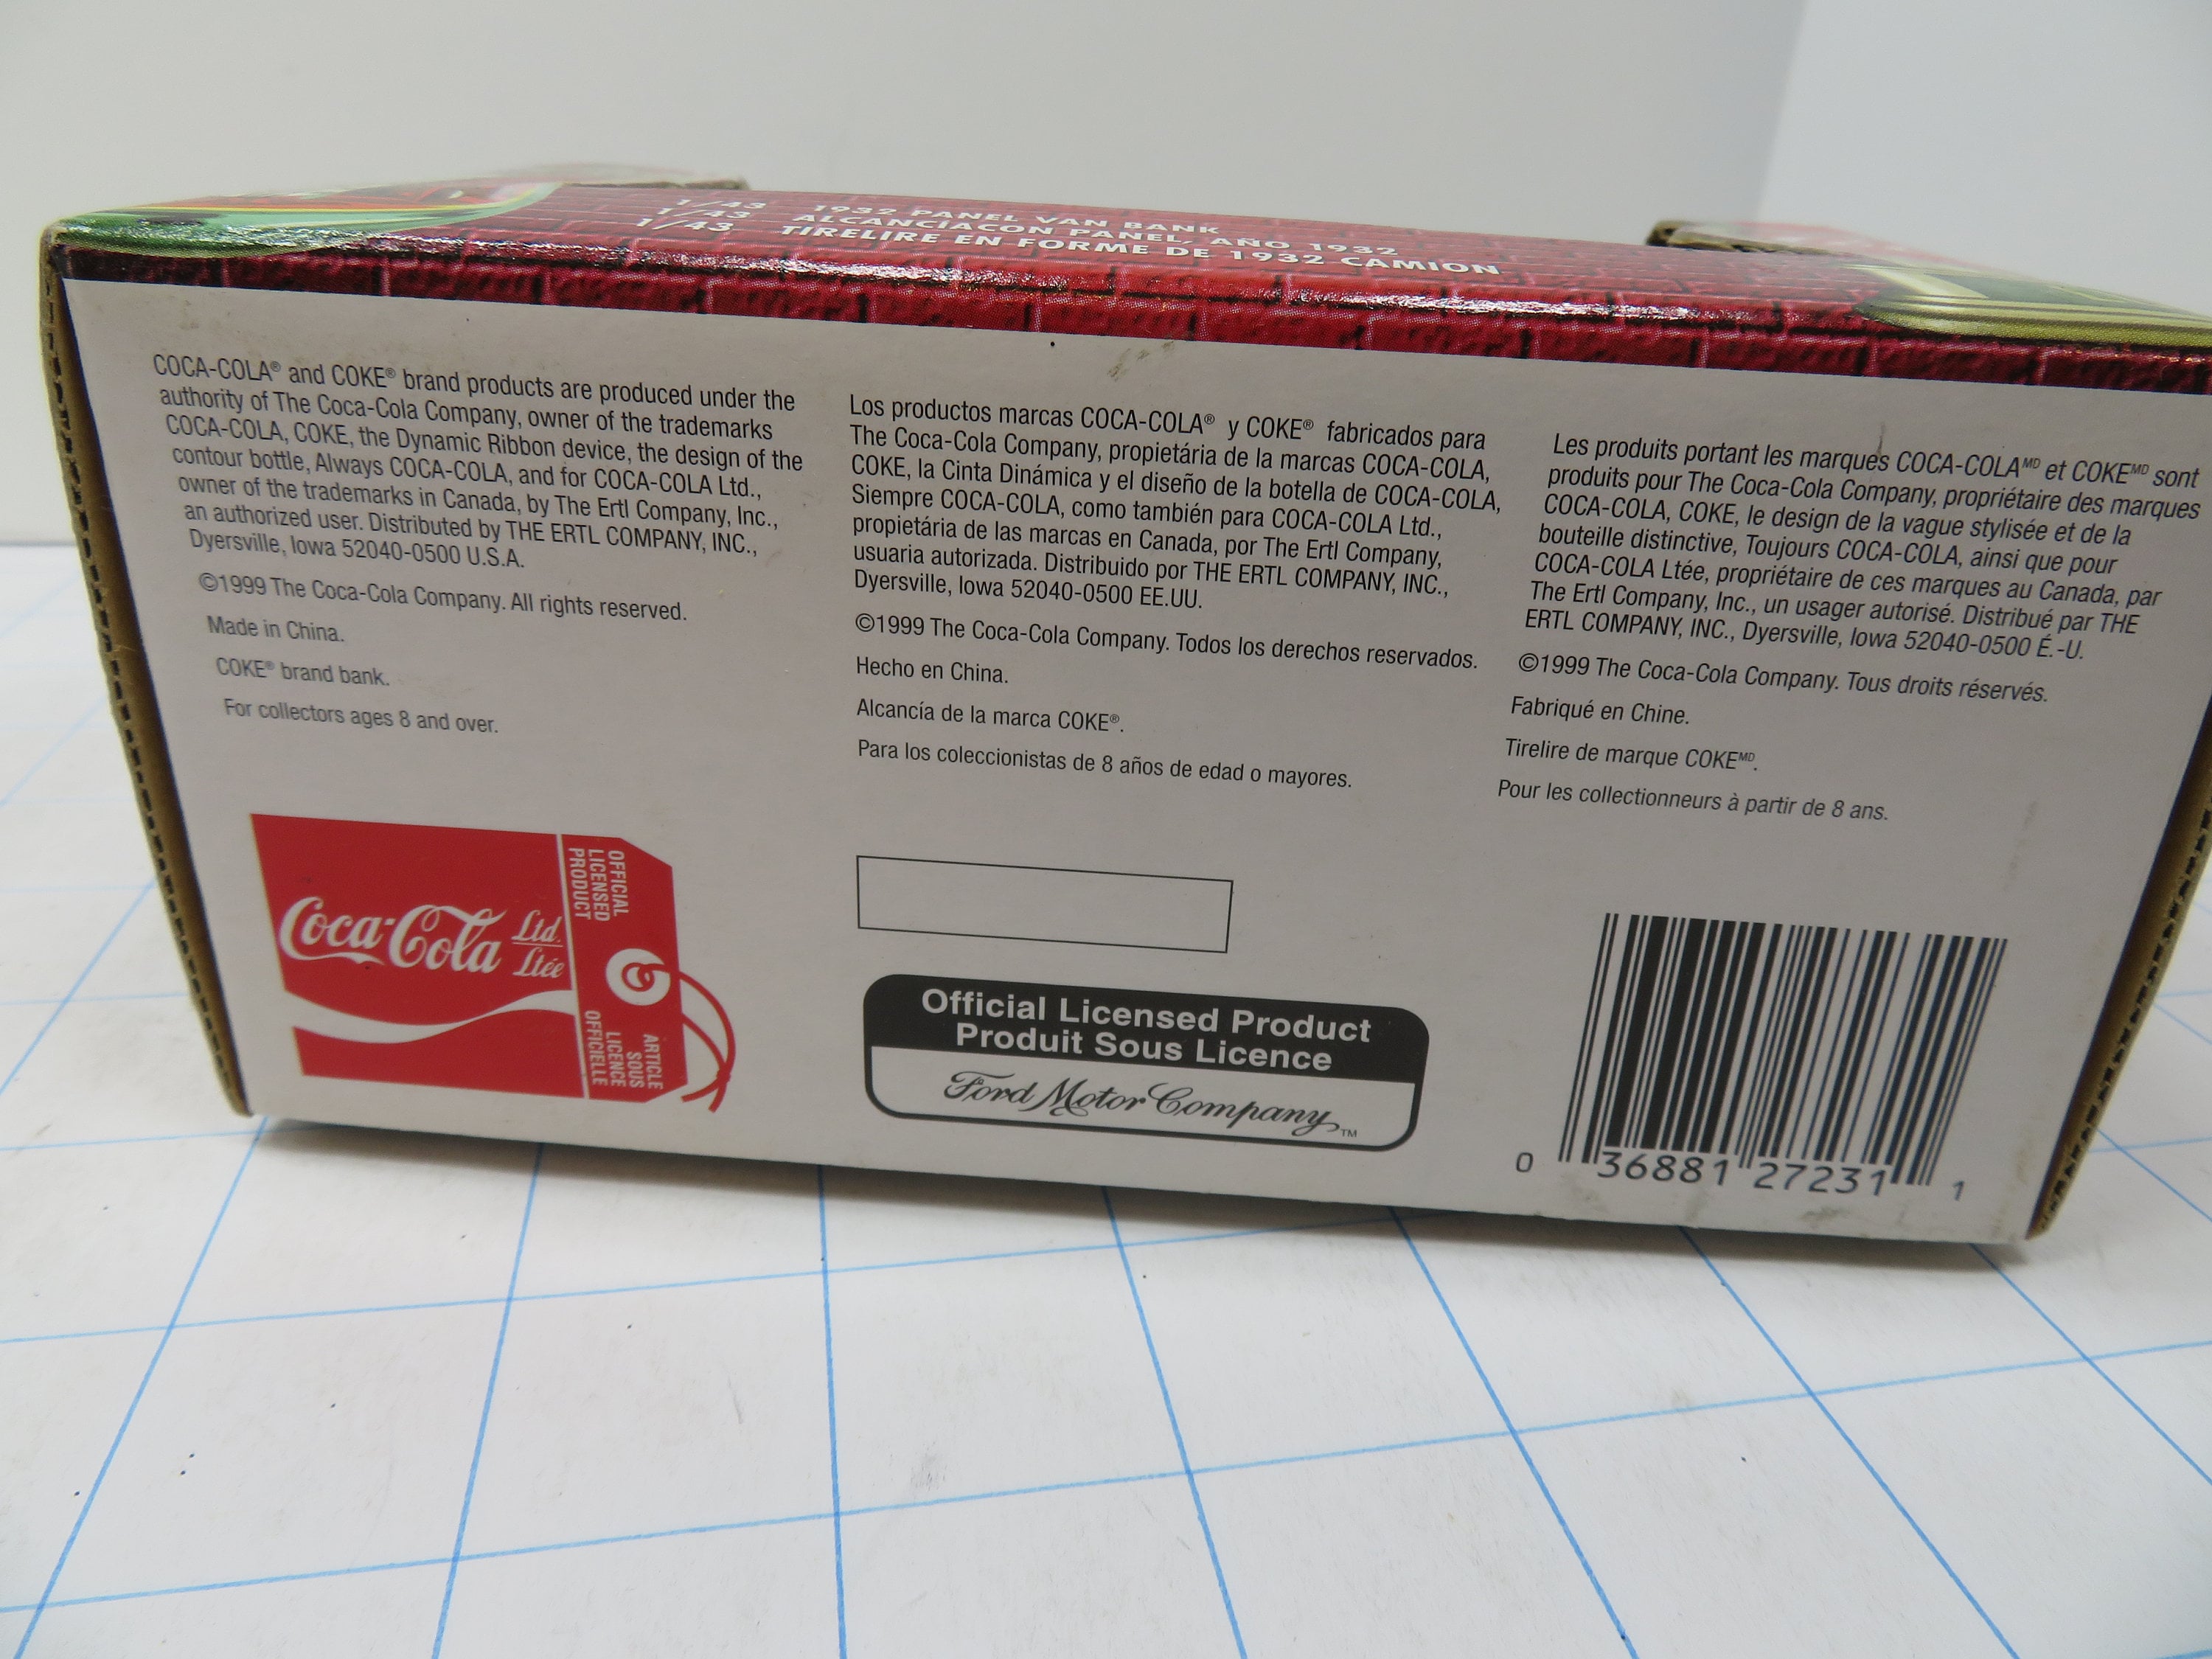 1/43 1932 PANEL VAN BANK
1/43 ALCANCIACON PANEL, AÑO 1932
1/43 TIRELIRE EN FORME DE 1932 CAMION
COCA-COLA® and COKE® brand products are produced under the
authority of The Coca-Cola Company, owner of the trademarks
COCA-COLA, COKE, the Dynamic Ribbon device, the design of the
contour bottle, Always COCA-COLA, and for COCA-COLA Ltd.,
owner of the trademarks in Canada, by The Ertl Company, Inc.,
an authorized user. Distributed by THE ERTL COMPANY, INC.,
Dyersville, Iowa 52040-0500 U.S.A.
©1999 The Coca-Cola Company. All rights reserved.
Made in China.
COKE® brand bank.
For collectors ages 8 and over.
Los productos marcas COCA-COLA® y COKE® fabricados para
The Coca-Cola Company, propietária de la marcas COCA-COLA,
COKE, la Cinta Dinámica y el diseño de la botella de COCA-COLA,
Siempre COCA-COLA, como también para COCA-COLA Ltd.,
propietária de las marcas en Canada, por The Ertl Company,
usuaria autorizada. Distribuido por THE ERTL COMPANY, INC.,
Dyersville, Iowa 52040-0500 EE.UU.
©1999 The Coca-Cola Company. Todos los derechos reservados.
Hecho en China.
Alcancía de la marca COKE®.
Para los coleccionistas de 8 años de edad o mayores.
Les produits portant les marques COCA-COLA MD et COKE MD sont
produits pour The Coca-Cola Company, propriétaire des marques
COCA-COLA, COKE, le design de la vague stylisée et de la
bouteille distinctive, Toujours COCA-COLA, ainsi que pour
COCA-COLA Ltée, propriétaire de ces marques au Canada, par
The Ertl Company, Inc., un usager autorisé. Distribué par THE
ERTL COMPANY, INC., Dyersville, Iowa 52040-0500 É.-U.
©1999 The Coca-Cola Company. Tous droits réservés.
Fabriqué en Chine.
Tirelire de marque COKE MD.
Pour les collectionneurs à partir de 8 ans.
Coca-Cola Ltd.
Ltée
OFFICIAL
LICENSED
PRODUCT
ARTICLE
SOUS
LICENCE
OFFICIELLE
Official Licensed Product
Produit Sous Licence
Ford Motor Company™
0 36881 27231 1